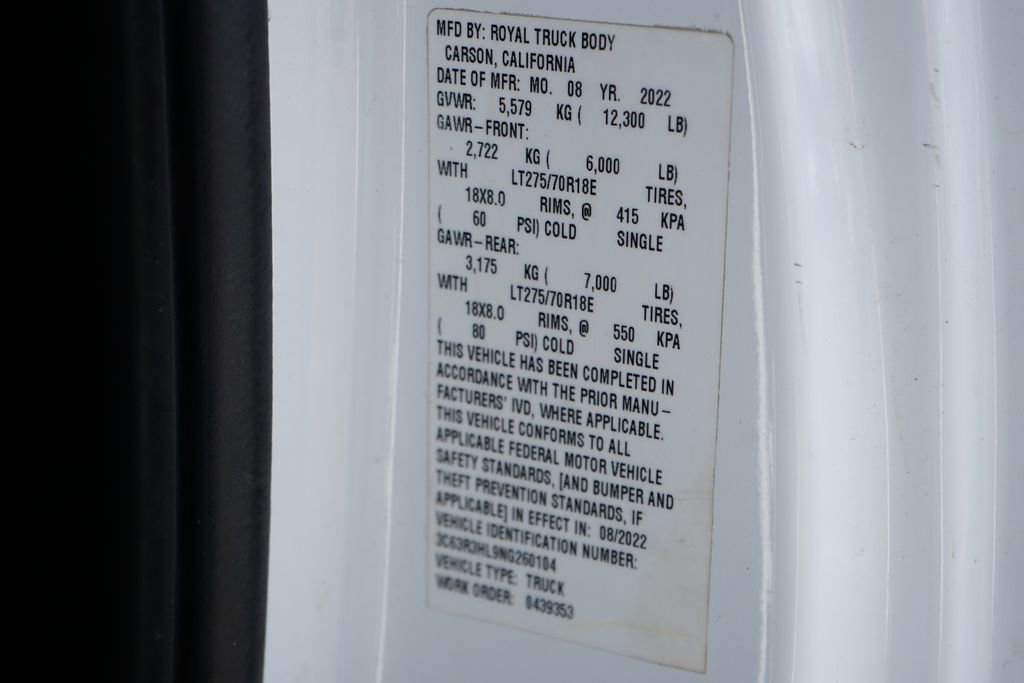 MFD BY: ROYAL TRUCK BODY
CARSON, CALIFORNIA
DATE OF MFR: MO. 08 YR. 2022
GVWR: 5,579 KG ( 12,300 LB)
GAWR-FRONT:
2,722 KG ( 6,000 LB)
WITH LT275/70R18E TIRES,
18X8.0 RIMS, @ 415 KPA
( 60 PSI) COLD SINGLE
GAWR-REAR:
3,175 KG ( 7,000 LB)
WITH LT275/70R18E TIRES,
18X8.0 RIMS, @ 550 KPA
( 80 PSI) COLD SINGLE
THIS VEHICLE HAS BEEN COMPLETED IN
ACCORDANCE WITH THE PRIOR MANU-
FACTURERS' IVD, WHERE APPLICABLE.
THIS VEHICLE CONFORMS TO ALL
APPLICABLE FEDERAL MOTOR VEHICLE
SAFETY STANDARDS, [AND BUMPER AND
THEFT PREVENTION STANDARDS, IF
APPLICABLE] IN EFFECT IN: 08/2022
VEHICLE IDENTIFICATION NUMBER:
3C63R3HL9NG260104
VEHICLE TYPE: TRUCK
WORK ORDER: 0439353